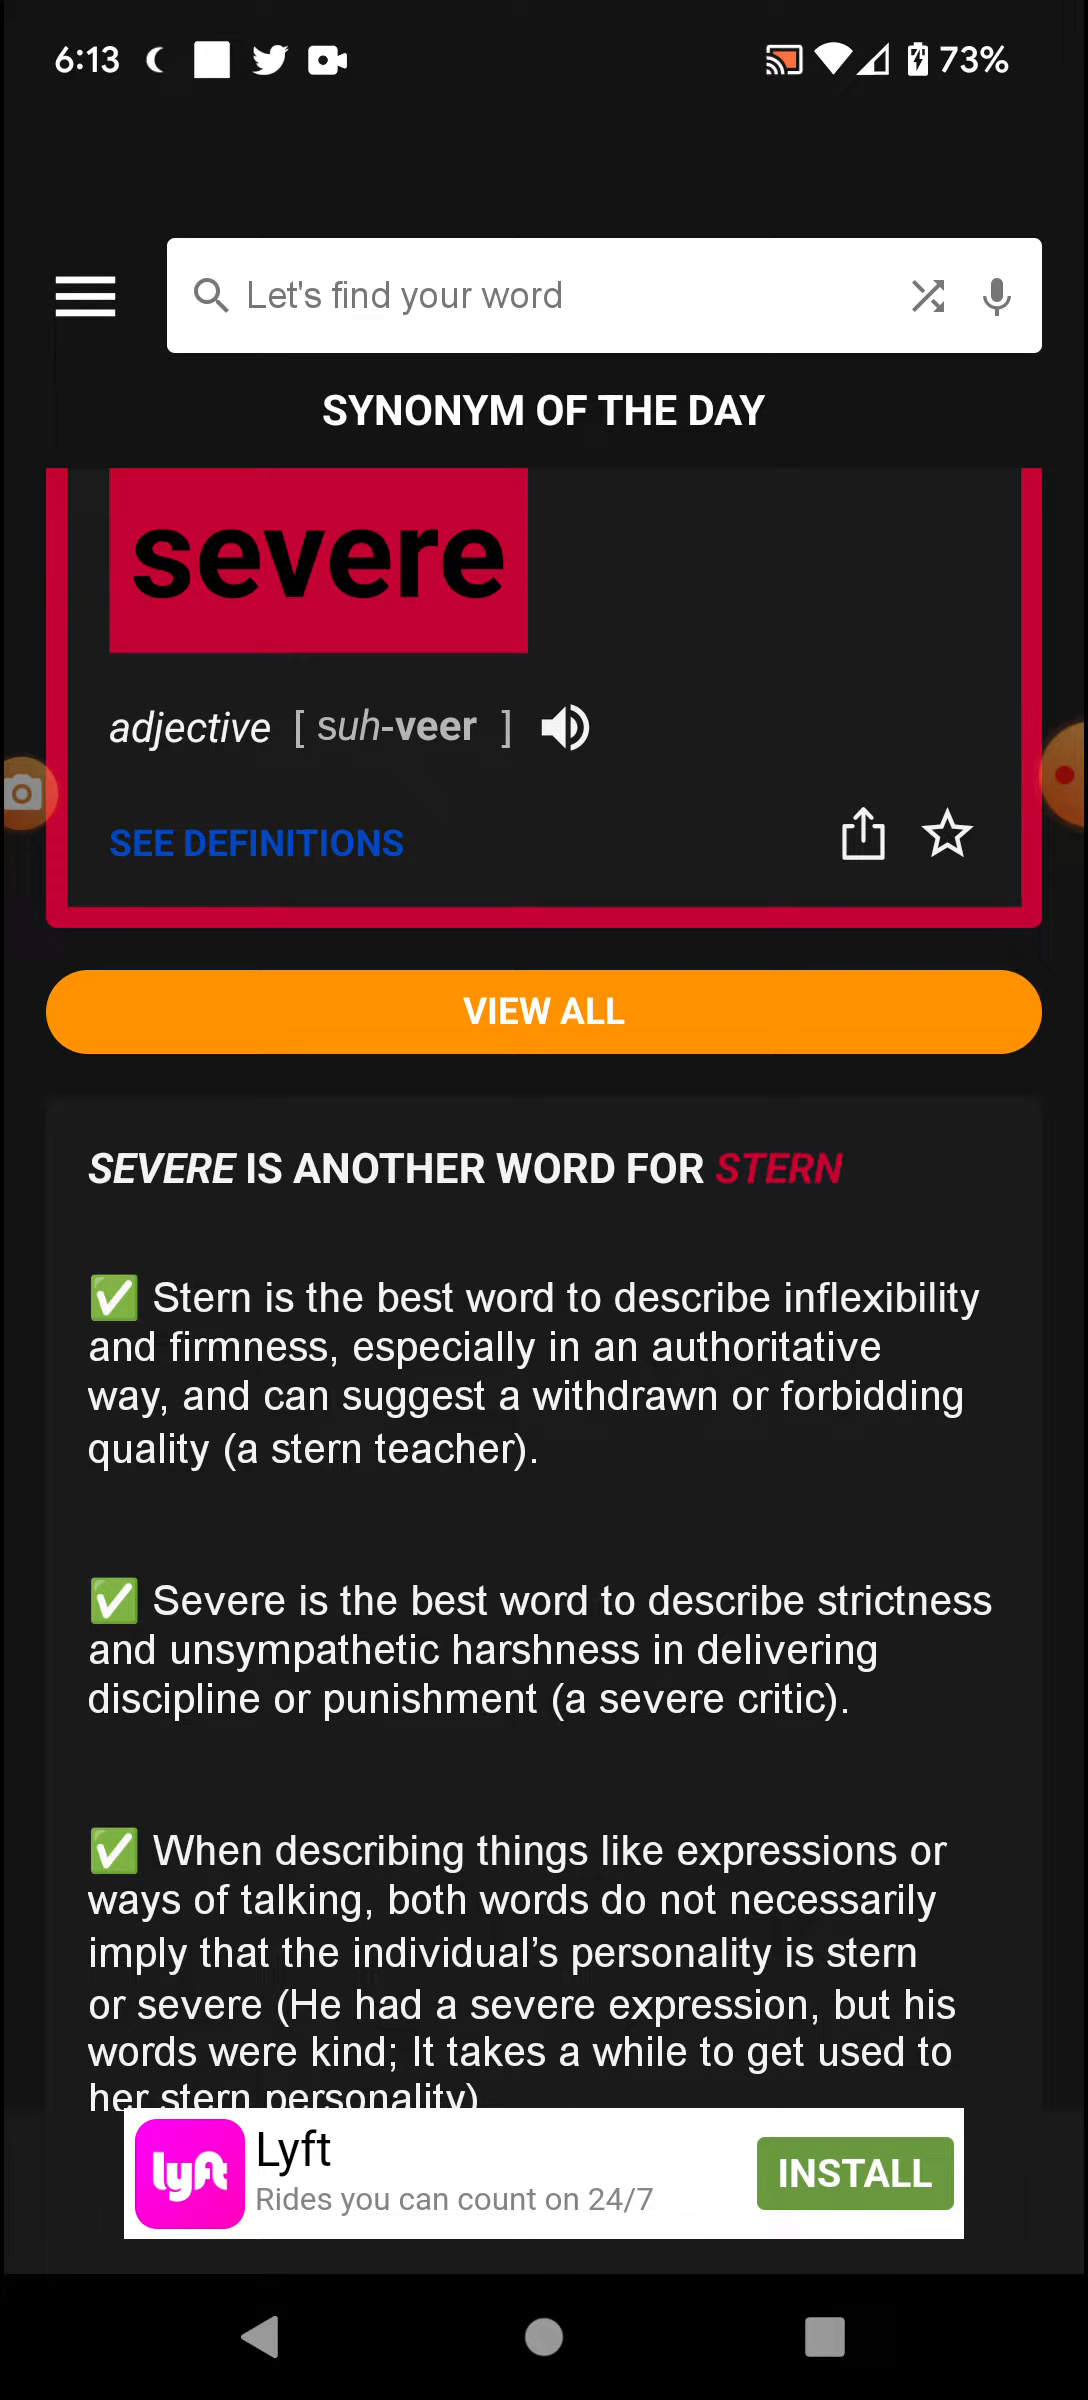 6:13
73%
Let's find your word
SYNONYM OF THE DAY
severe
adjective [ suh-veer ]
SEE DEFINITIONS
VIEW ALL
SEVERE IS ANOTHER WORD FOR STERN
✅ Stern is the best word to describe inflexibility
and firmness, especially in an authoritative
way, and can suggest a withdrawn or forbidding
quality (a stern teacher).
✅ Severe is the best word to describe strictness
and unsympathetic harshness in delivering
discipline or punishment (a severe critic).
✅ When describing things like expressions or
ways of talking, both words do not necessarily
imply that the individual’s personality is stern
or severe (He had a severe expression, but his
words were kind; It takes a while to get used to
her stern personality)
lyft
Lyft
Rides you can count on 24/7
INSTALL